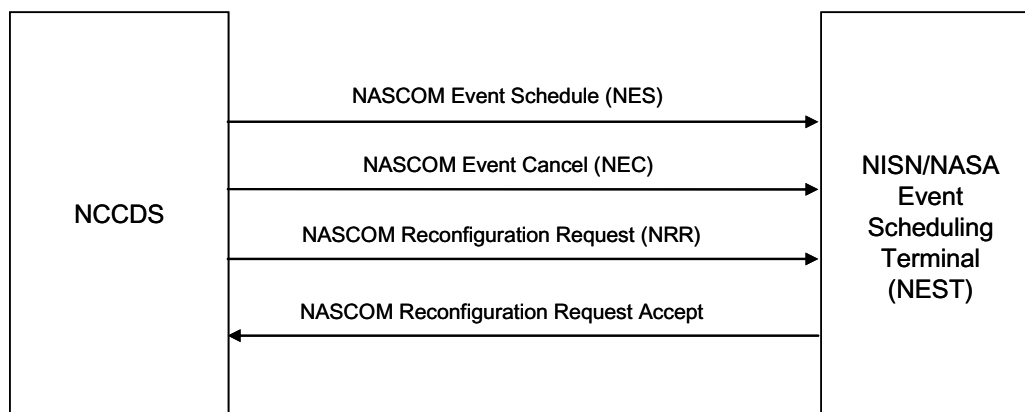 NCCDS
NASCOM Event Schedule (NES)
NASCOM Event Cancel (NEC)
NASCOM Reconfiguration Request (NRR)
NASCOM Reconfiguration Request Accept
NISN/NASA
Event
Scheduling
Terminal
(NEST)